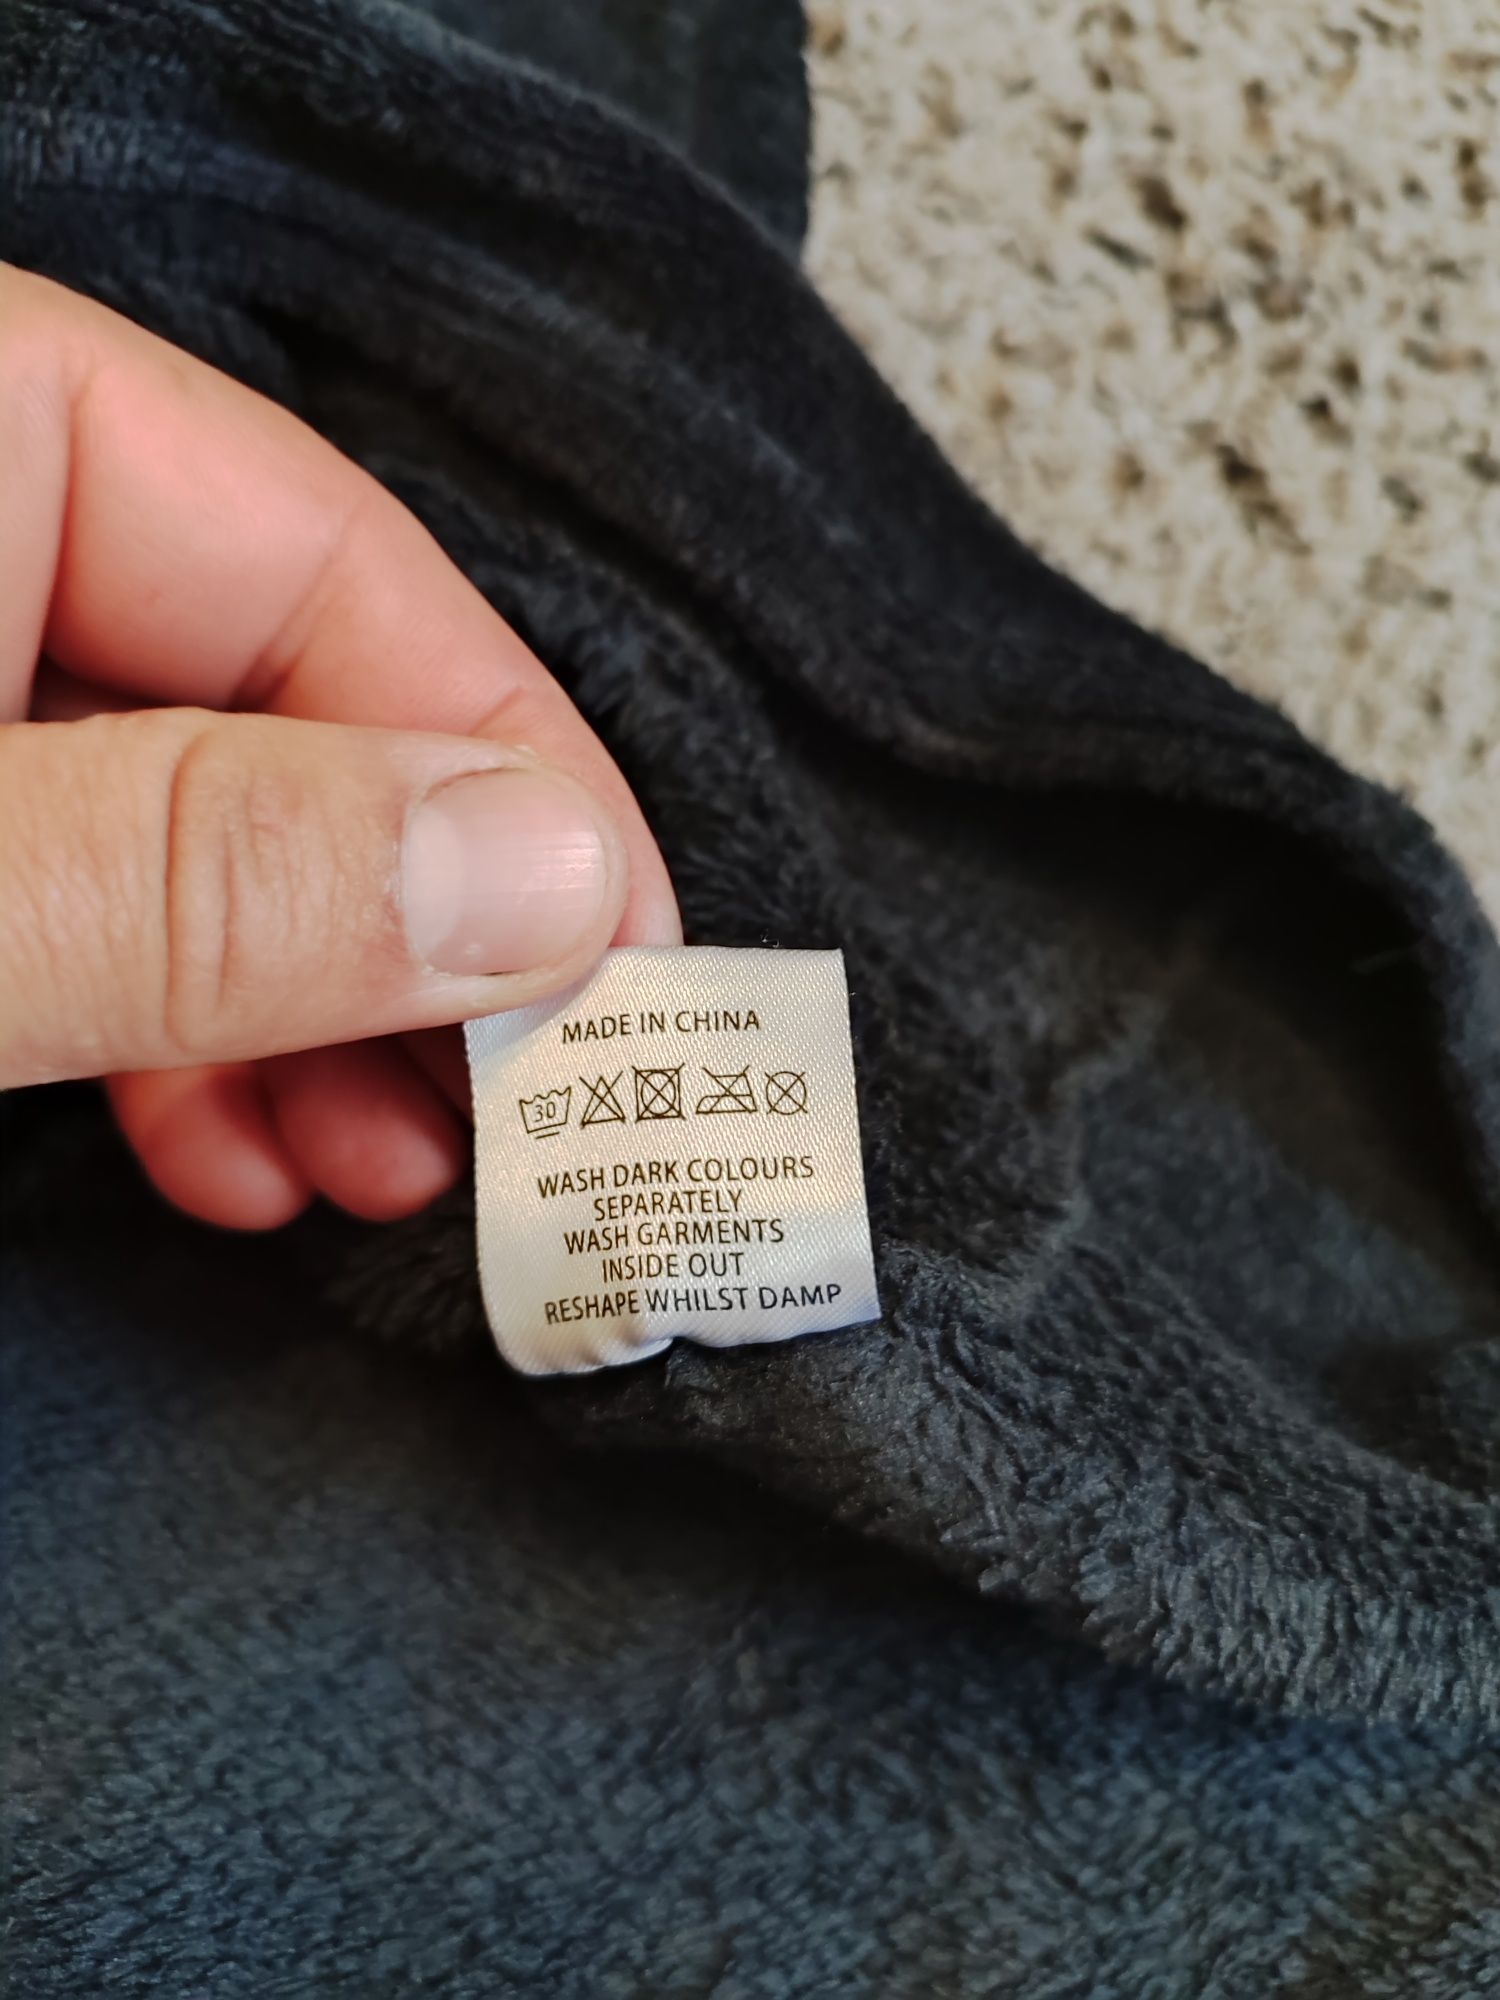 MADE IN CHINA
30
WASH DARK COLOURS
SEPARATELY
WASH GARMENTS
INSIDE OUT
RESHAPE WHILST DAMP